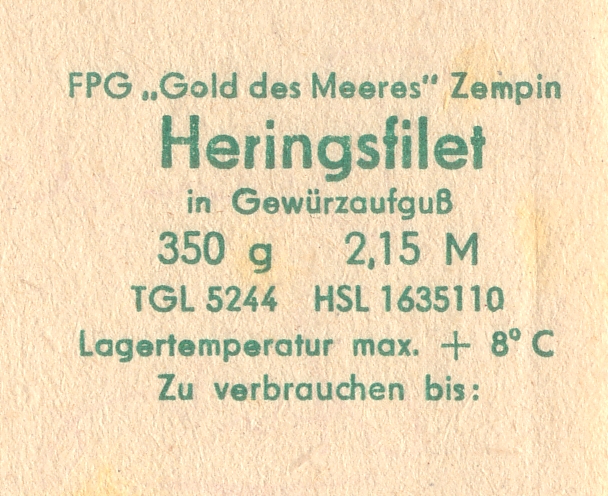 FPG „Gold des Meeres“ Zempin
Heringsfilet
in Gewürzaufguß
350 g 2,15 M
TGL 5244 HSL 1635110
Lagertemperatur max. + 8° C
Zu verbrauchen bis: